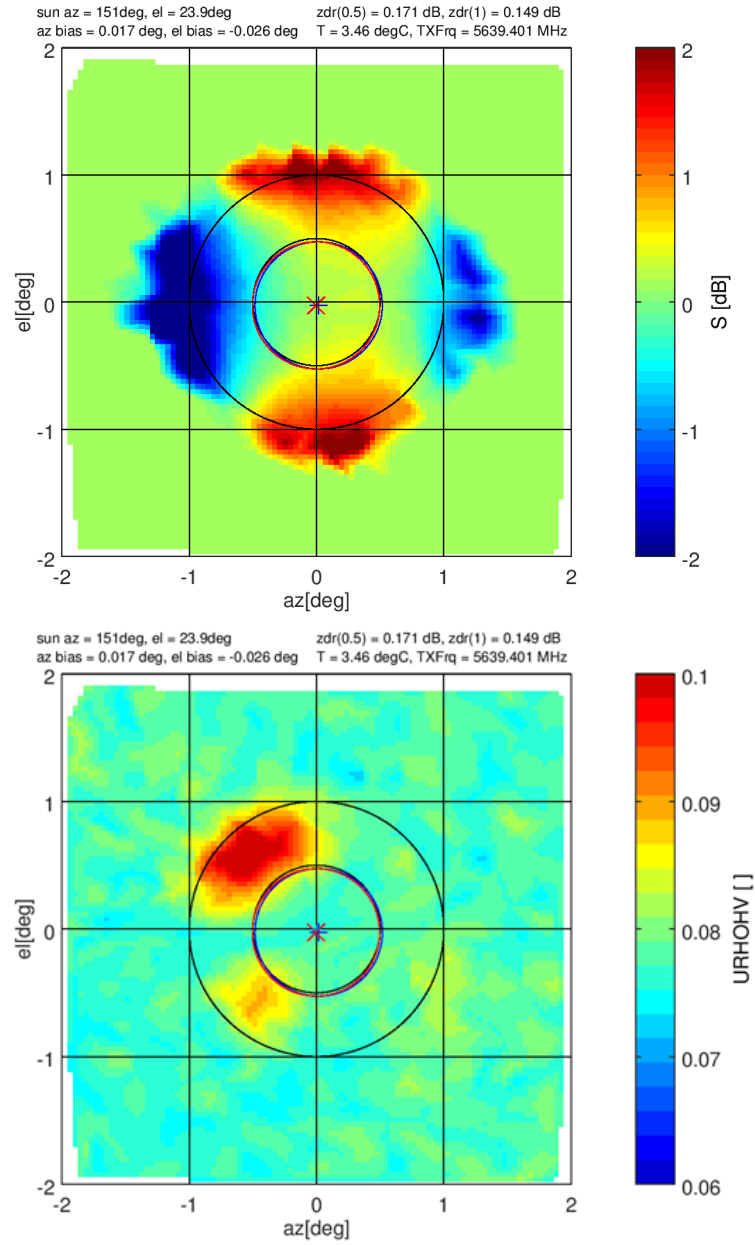 sun az = 151deg, el = 23.9deg zdr(0.5) = 0.171 dB, zdr(1) = 0.149 dB
az bias = 0.017 deg, el bias = -0.026 deg T = 3.46 degC, TXFrq = 5639.401 MHz
2
1
0
-1
-2
el[deg]
-2 -1 0 1 2
az[deg]
2
1
0
-1
-2
S [dB]
sun az = 151deg, el = 23.9deg zdr(0.5) = 0.171 dB, zdr(1) = 0.149 dB
az bias = 0.017 deg, el bias = -0.026 deg T = 3.46 degC, TXFrq = 5639.401 MHz
2
1
0
-1
-2
el[deg]
-2 -1 0 1 2
az[deg]
0.1
0.09
0.08
0.07
0.06
URHOHV [ ]